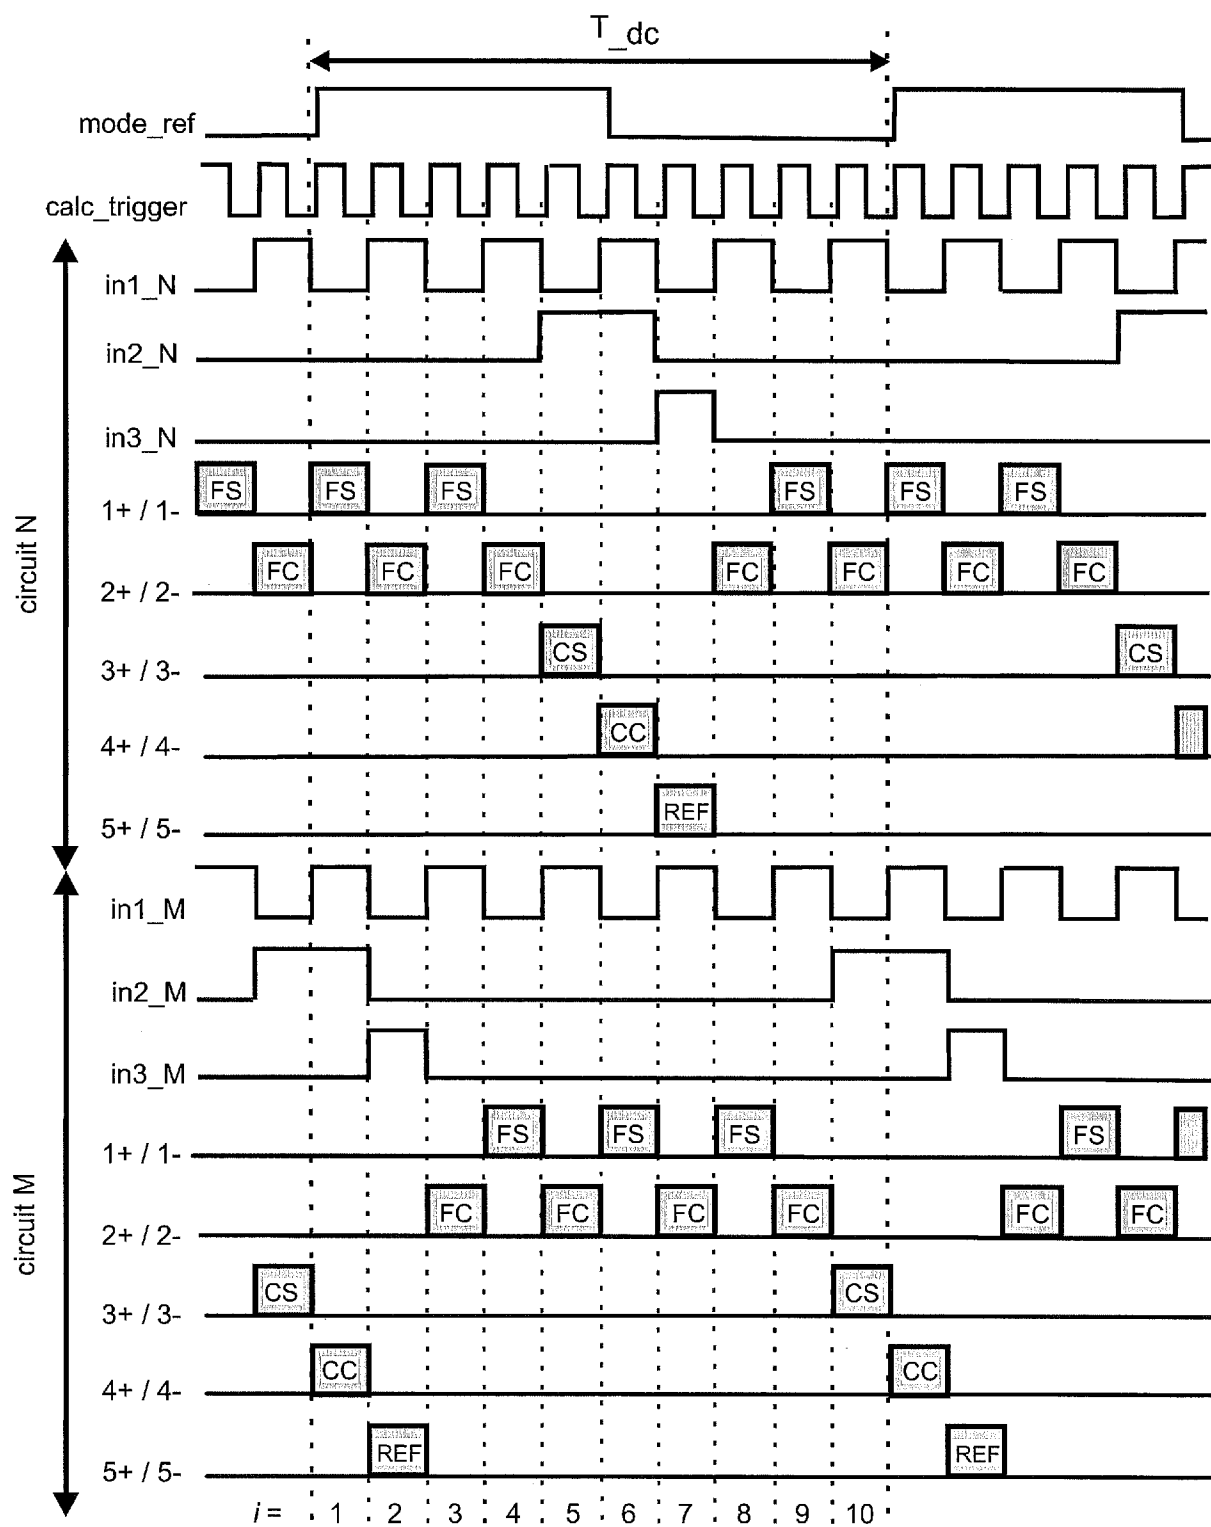 T_dc
mode_ref
calc_trigger
in1_N
in2_N
in3_N
FS FS FS FS FS FS
1+ / 1-
FC FC FC FC FC FC FC
2+ / 2-
CS CS
3+ / 3-
CC
4+ / 4-
REF
5+ / 5-
circuit N
in1_M
in2_M
in3_M
FS FS FS FS
1+ / 1-
FC FC FC FC FC FC
2+ / 2-
CS CS
3+ / 3-
CC CC
4+ / 4-
REF REF
5+ / 5-
circuit M
i = 1 2 3 4 5 6 7 8 9 10